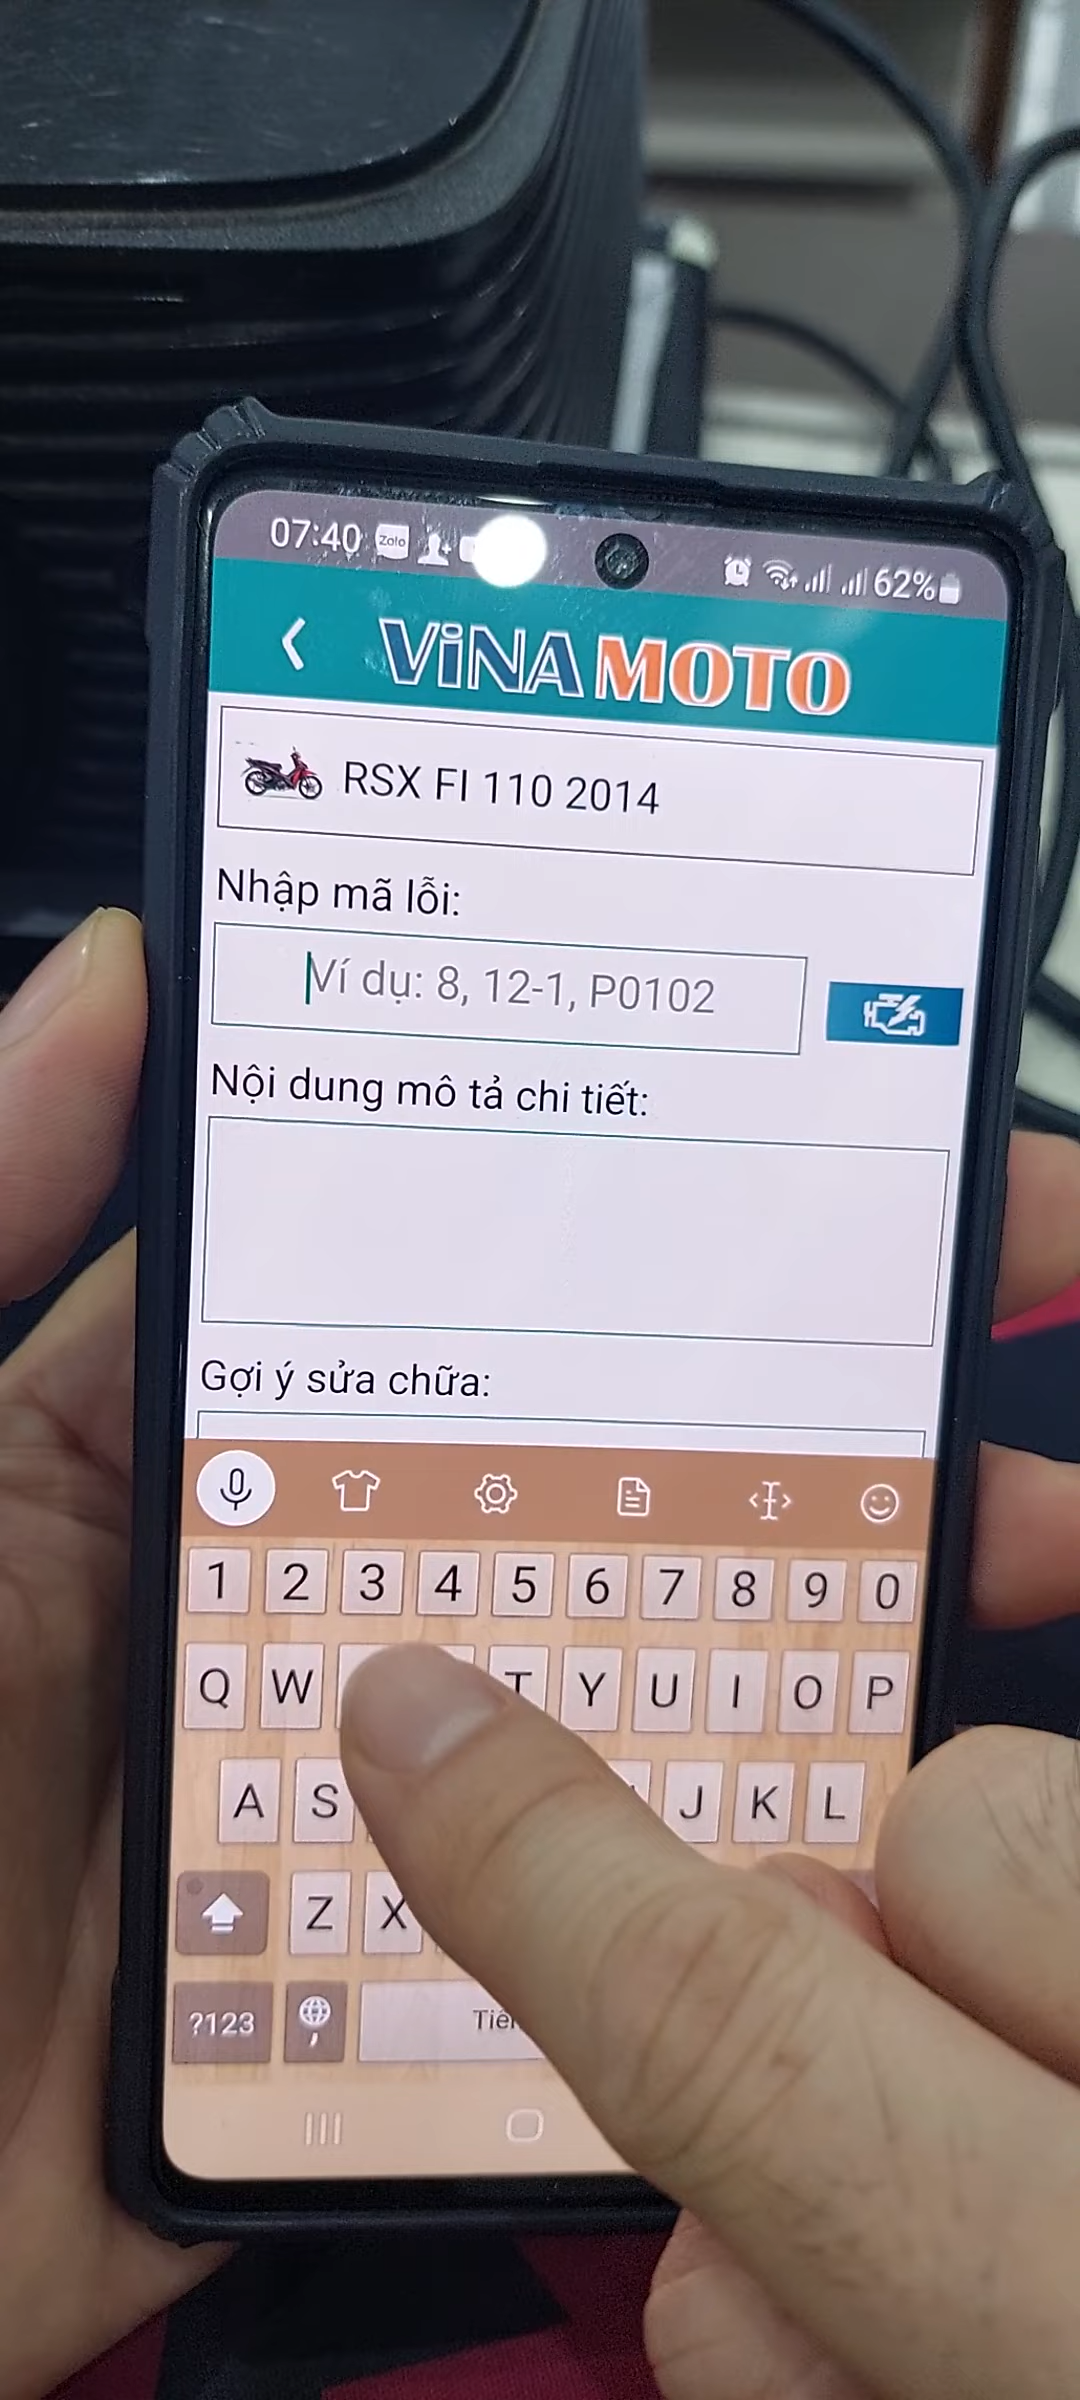 07:40 Zalo 62%
ViNA MOTO
RSX FI 110 2014
Nhập mã lỗi:
Ví dụ: 8, 12-1, P0102
Nội dung mô tả chi tiết:
Gợi ý sửa chữa:
1 2 3 4 5 6 7 8 9 0
Q W T Y U I O P
A S J K L
Z X
?123